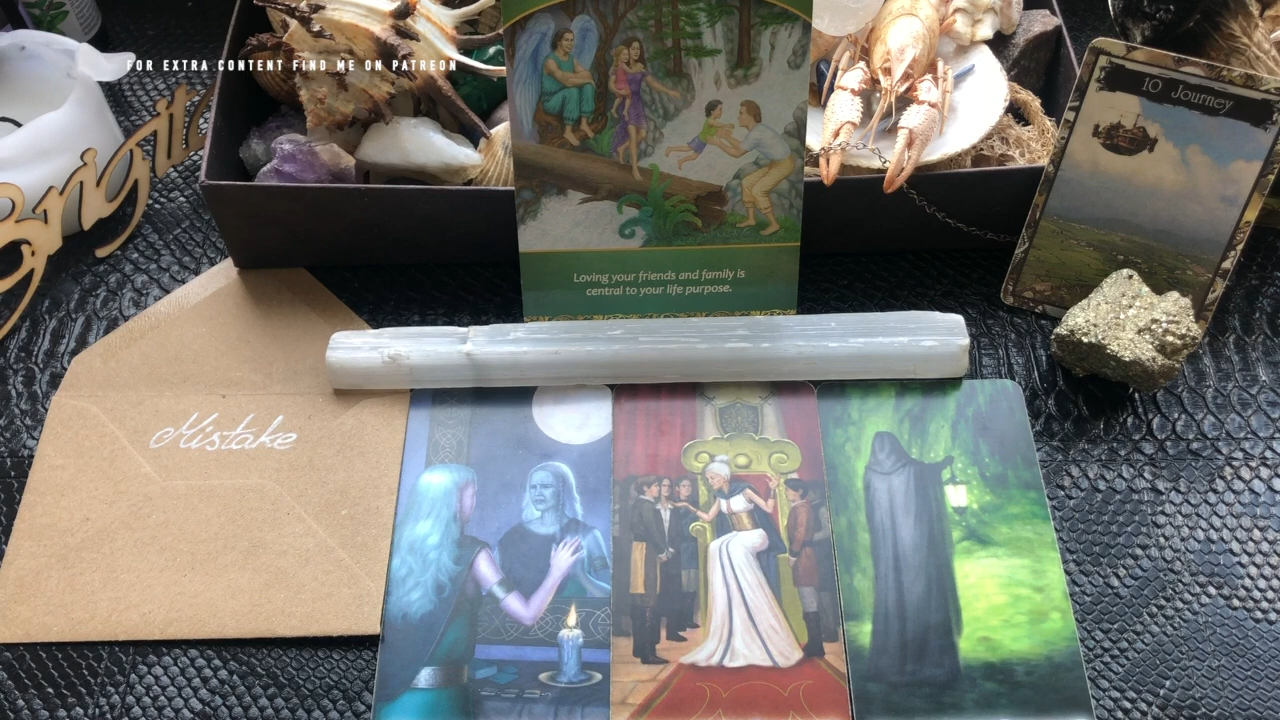 FOR EXTRA CONTENT FIND ME ON PATREON
10 Journey
Loving your friends and family is
central to your life purpose.
Mistake